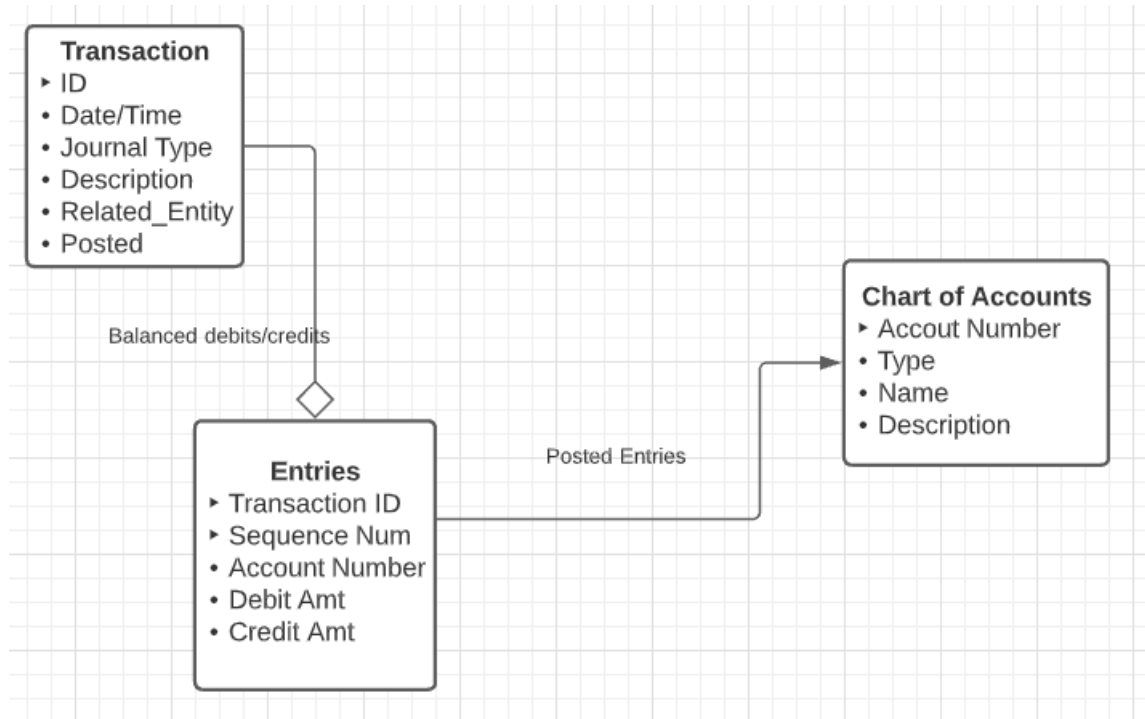 Transaction
‣ ID
• Date/Time
• Journal Type
• Description
• Related_Entity
• Posted
Balanced debits/credits
Entries
‣ Transaction ID
‣ Sequence Num
• Account Number
• Debit Amt
• Credit Amt
Posted Entries
Chart of Accounts
‣ Accout Number
• Type
• Name
• Description